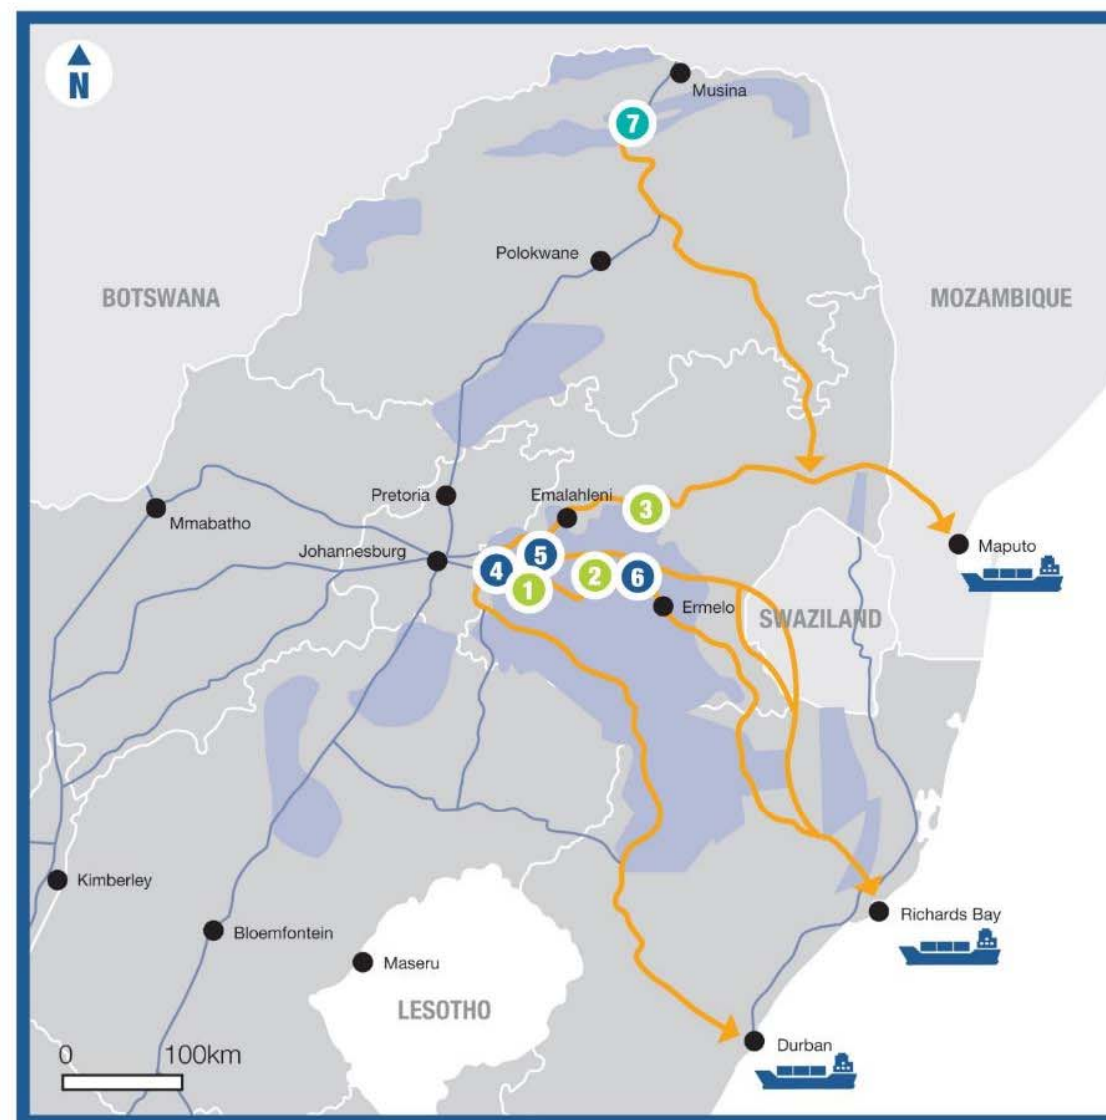 N
Musina
7
Polokwane
BOTSWANA
MOZAMBIQUE
Pretoria
Emalahleni
3
Mmabatho
Johannesburg
Maputo
5
4
2
6
1
Ermelo
SWAZILAND
Kimberley
Richards Bay
Bloemfontein
Maseru
LESOTHO
0 100km
Durban